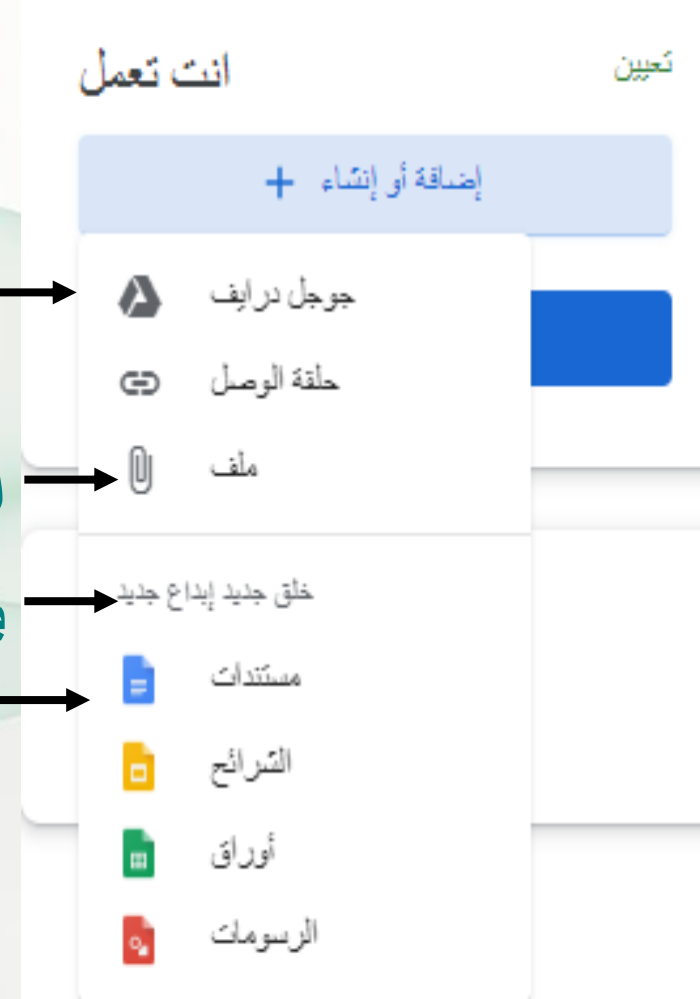 انت تعمل
تعيين
إضافة أو إنشاء +
جوجل درايف
حلقة الوصل
ملف
خلق جديد إبداع جديد
مستندات
الشرائح
أوراق
الرسومات